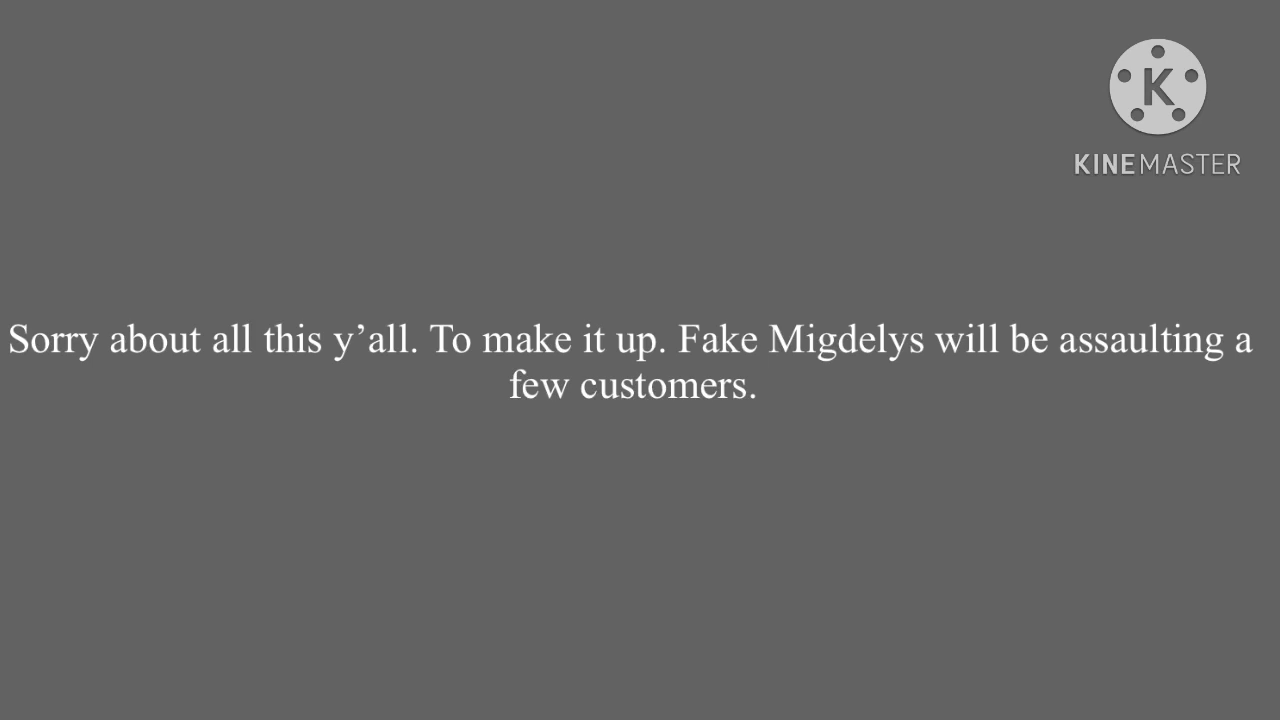 K
KINEMASTER
Sorry about all this y’all. To make it up. Fake Migdelys will be assaulting a
few customers.